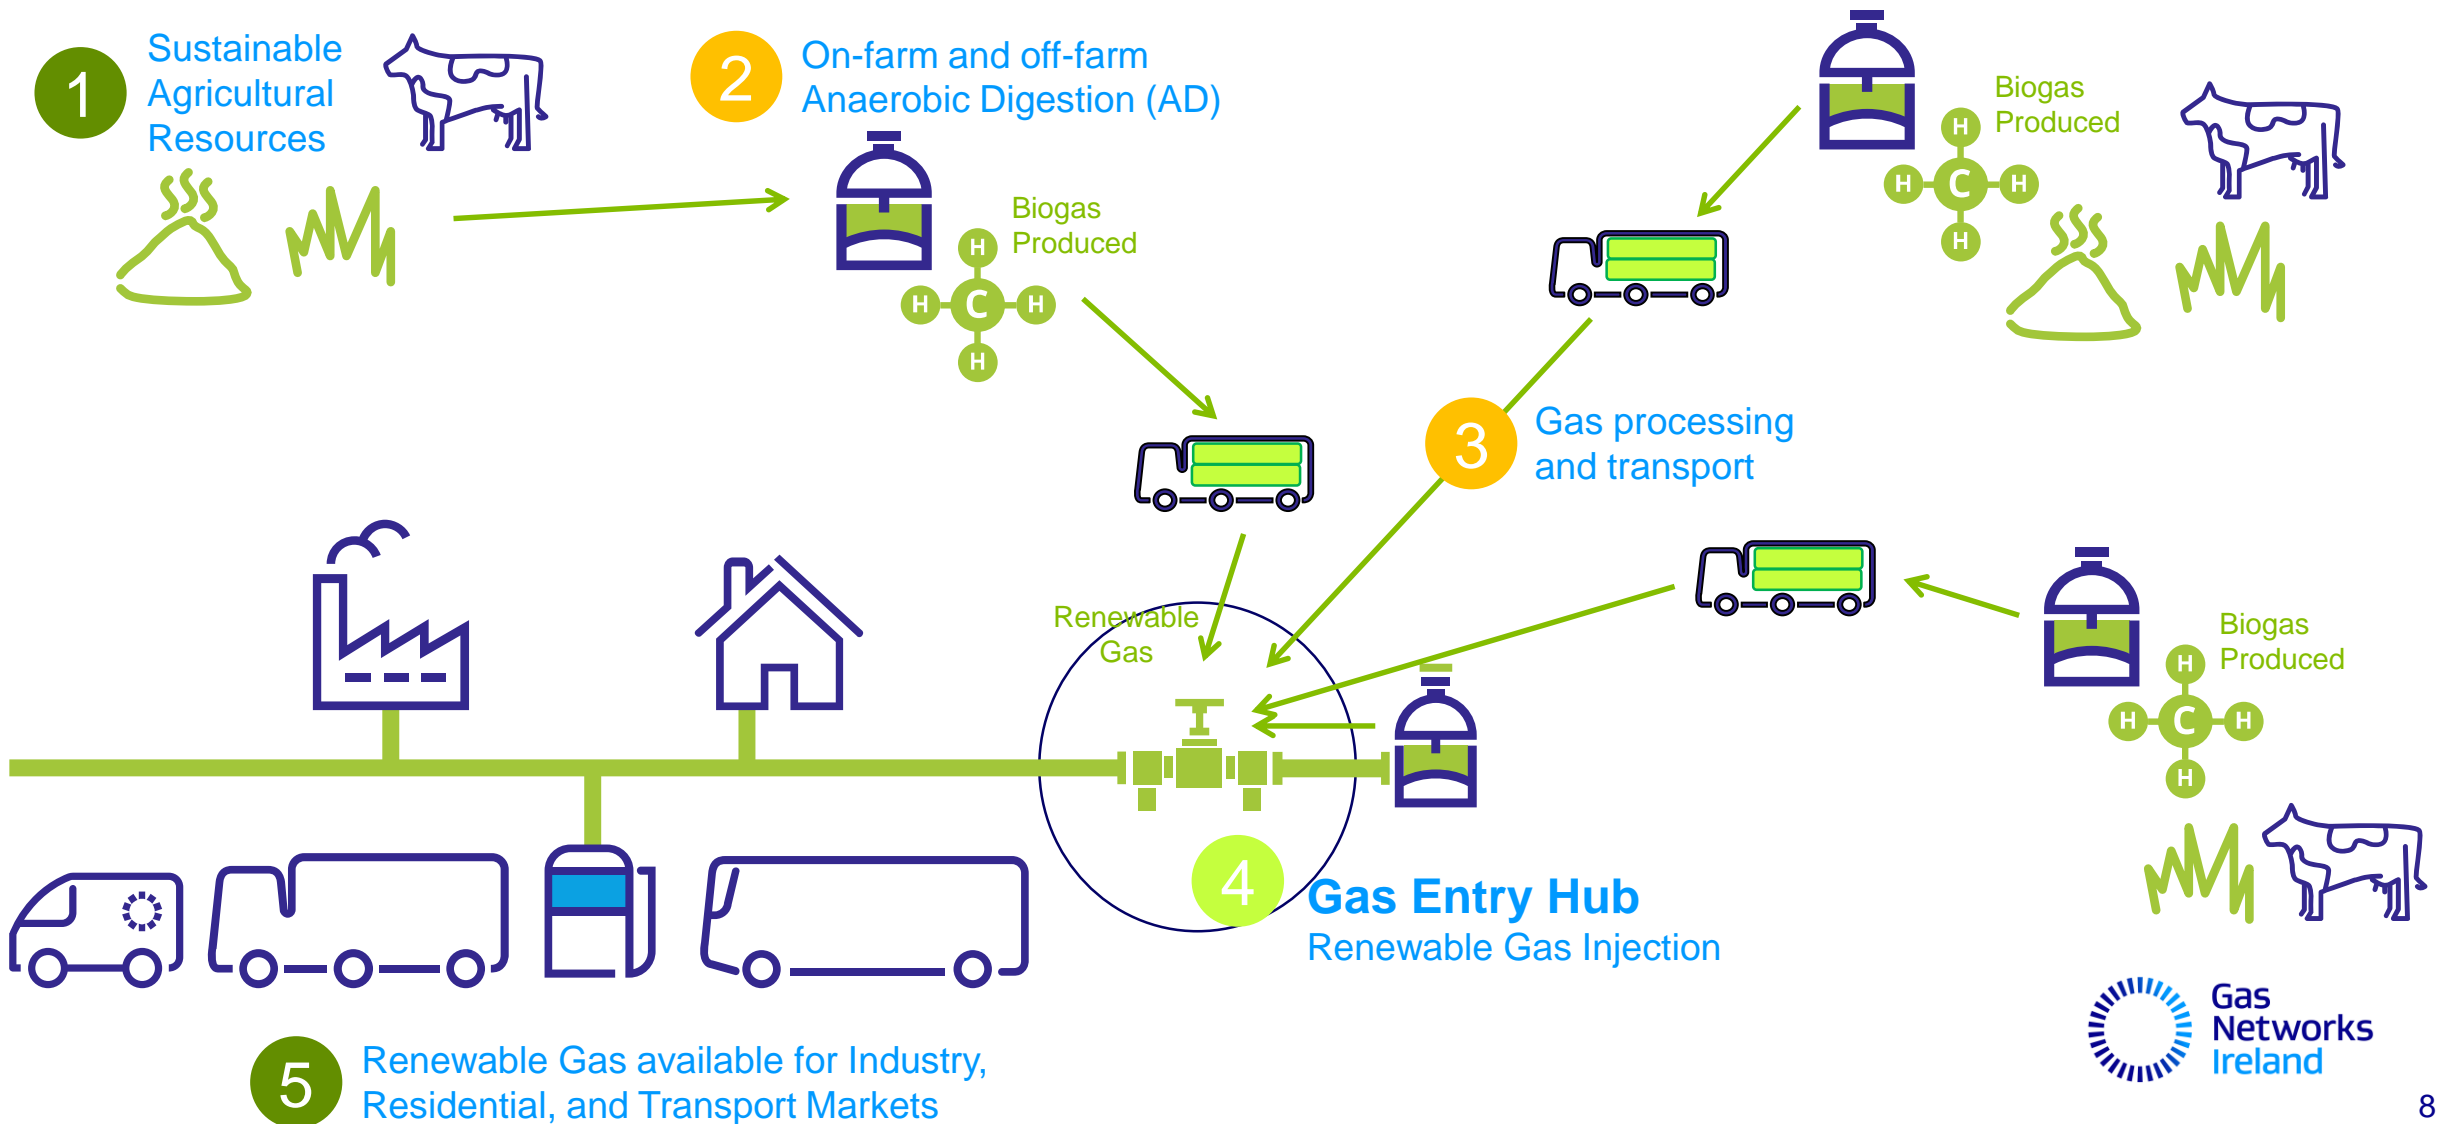 1
Sustainable
Agricultural
Resources
2
On-farm and off-farm
Anaerobic Digestion (AD)
Biogas
Produced
H
H C H
H
Biogas
Produced
H
H C H
H
3
Gas processing
and transport
Renewable
Gas
Biogas
Produced
H
H C H
H
4
Gas Entry Hub
Renewable Gas Injection
5
Renewable Gas available for Industry,
Residential, and Transport Markets
Gas
Networks
Ireland
8